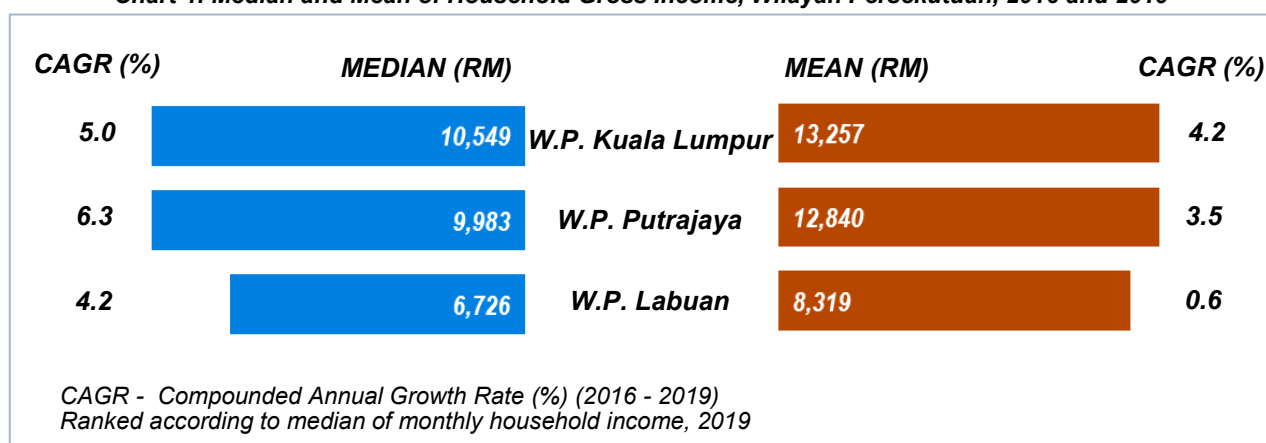 CAGR (%) MEDIAN (RM) MEAN (RM) CAGR (%)
5.0 10,549 W.P. Kuala Lumpur 13,257 4.2
6.3 9,983 W.P. Putrajaya 12,840 3.5
4.2 6,726 W.P. Labuan 8,319 0.6
CAGR - Compounded Annual Growth Rate (%) (2016 - 2019)
Ranked according to median of monthly household income, 2019